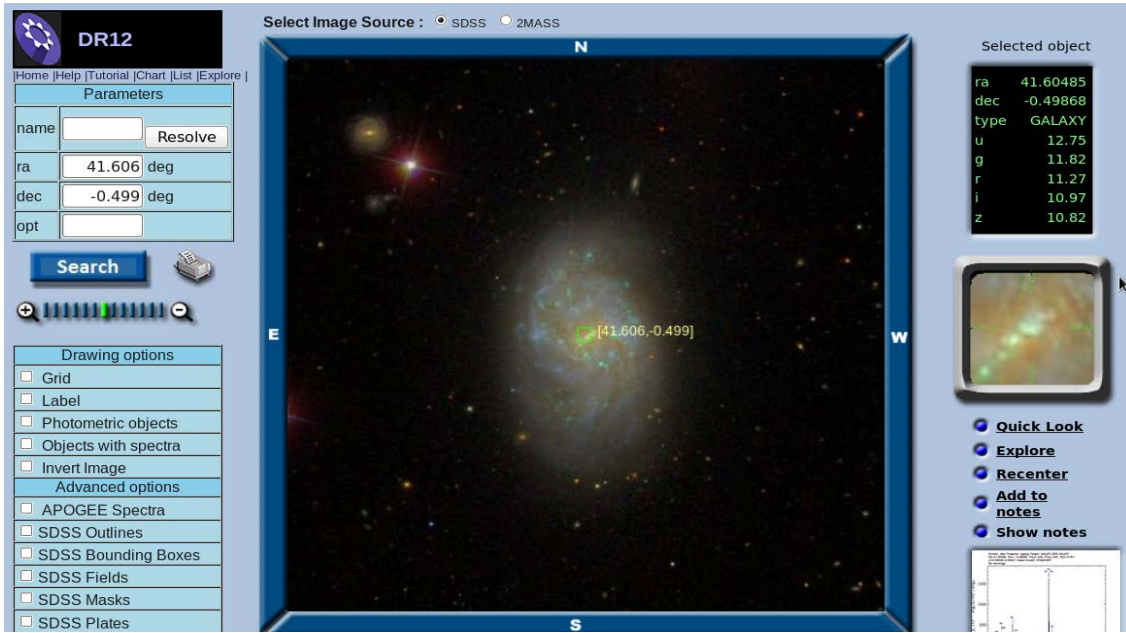 DR12
|Home |Help |Tutorial |Chart |List |Explore |
Parameters
name Resolve
ra 41.606 deg
dec -0.499 deg
opt
Search
Drawing options
Grid
Label
Photometric objects
Objects with spectra
Invert Image
Advanced options
APOGEE Spectra
SDSS Outlines
SDSS Bounding Boxes
SDSS Fields
SDSS Masks
SDSS Plates
Select Image Source : SDSS 2MASS
N
E
[41.606,-0.499]
W
S
Selected object
ra 41.60485
dec -0.49868
type GALAXY
u 12.75
g 11.82
r 11.27
i 10.97
z 10.82
Quick Look
Explore
Recenter
Add to
notes
Show notes